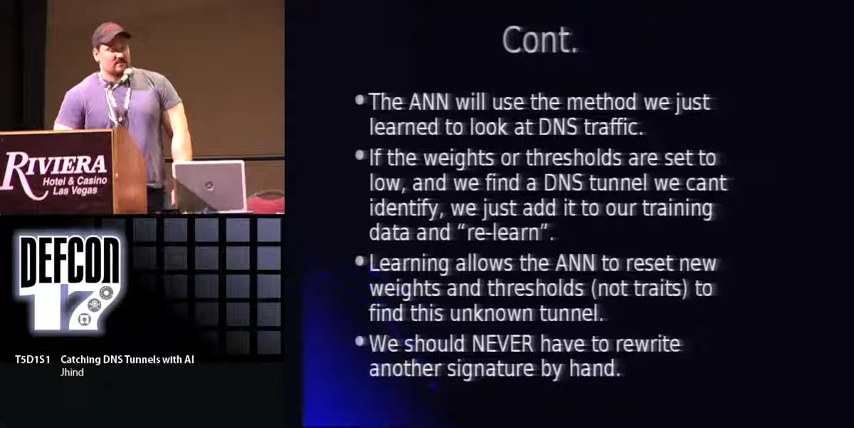 Cont.
The ANN will use the method we just
learned to look at DNS traffic.
If the weights or thresholds are set to
low, and we find a DNS tunnel we cant
identify, we just add it to our training
data and “re-learn”.
Learning allows the ANN to reset new
weights and thresholds (not traits) to
find this unknown tunnel.
We should NEVER have to rewrite
another signature by hand.
RIVIERA
Hotel & Casino
Las Vegas
DEFCON
17
T5D1S1 Catching DNS Tunnels with AI
Jhind